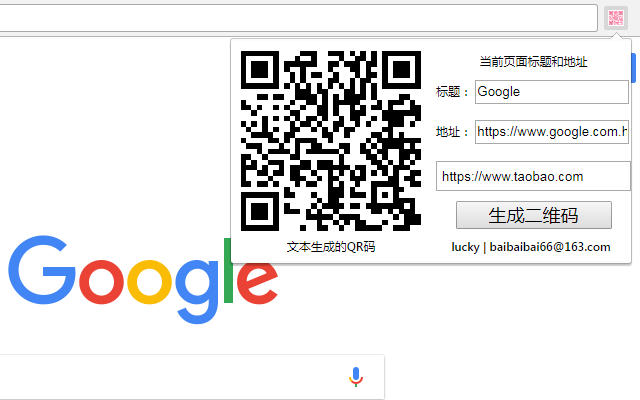 当前页面标题和地址
标题：Google
地址：https://www.google.com.h
https://www.taobao.com
生成二维码
文本生成的QR码
lucky | baibaibai66@163.com
Google